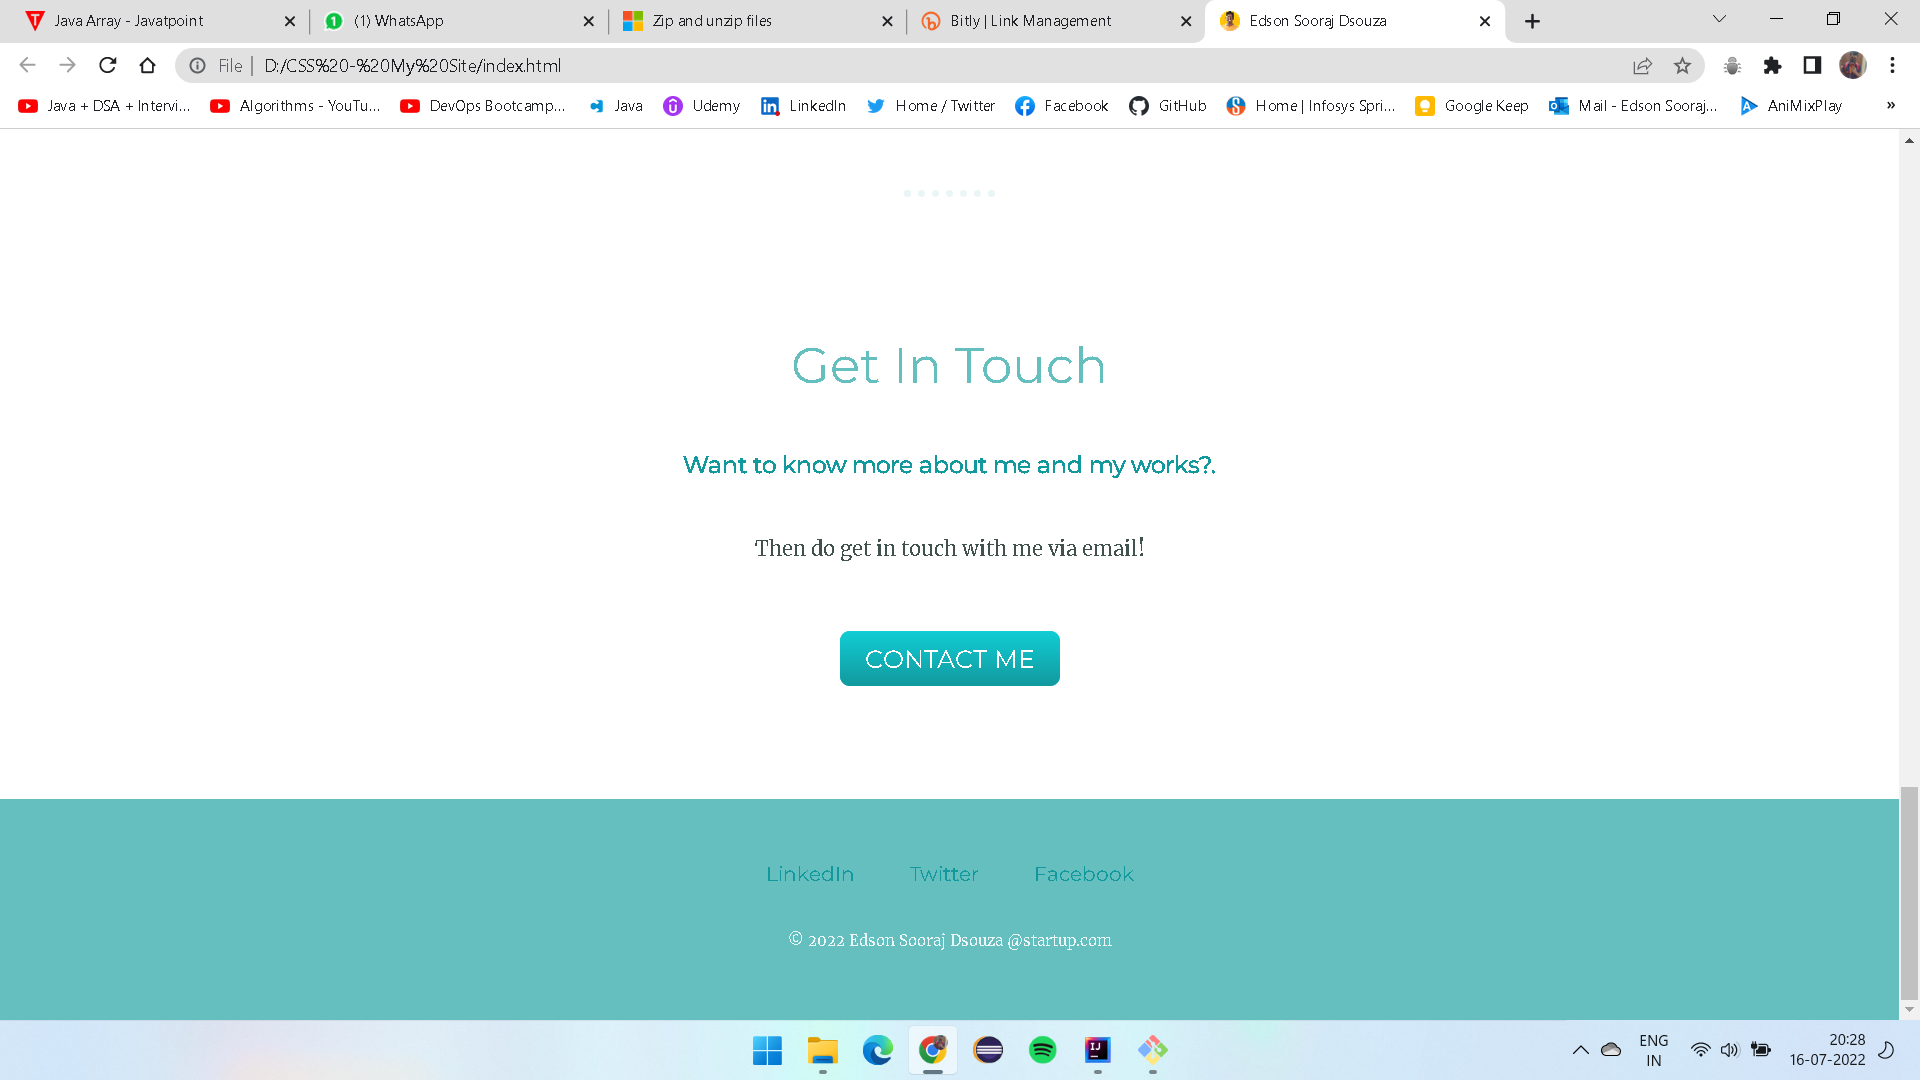 Java Array - Javatpoint
(1) WhatsApp
Zip and unzip files
Bitly | Link Management
Edson Sooraj Dsouza
File | D:/CSS%20-%20My%20Site/index.html
Java + DSA + Intervi...
Algorithms - YouTu...
DevOps Bootcamp...
Java
Udemy
LinkedIn
Home / Twitter
Facebook
GitHub
Home | Infosys Spri...
Google Keep
Mail - Edson Sooraj...
AniMixPlay
»
Get In Touch
Want to know more about me and my works?.
Then do get in touch with me via email!
CONTACT ME
LinkedIn
Twitter
Facebook
© 2022 Edson Sooraj Dsouza @startup.com
ENG
IN
20:28
16-07-2022